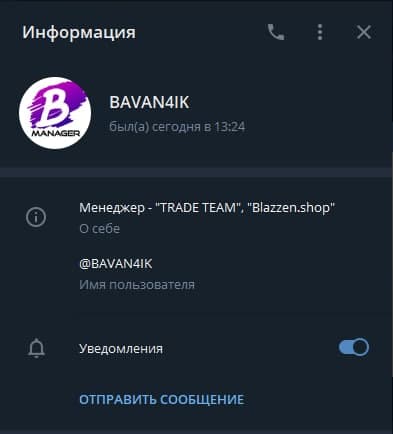 Информация
B
MANAGER
BAVAN4IK
был(а) сегодня в 13:24
Менеджер - "TRADE TEAM", "Blazzen.shop"
О себе
@BAVAN4IK
Имя пользователя
Уведомления
ОТПРАВИТЬ СООБЩЕНИЕ